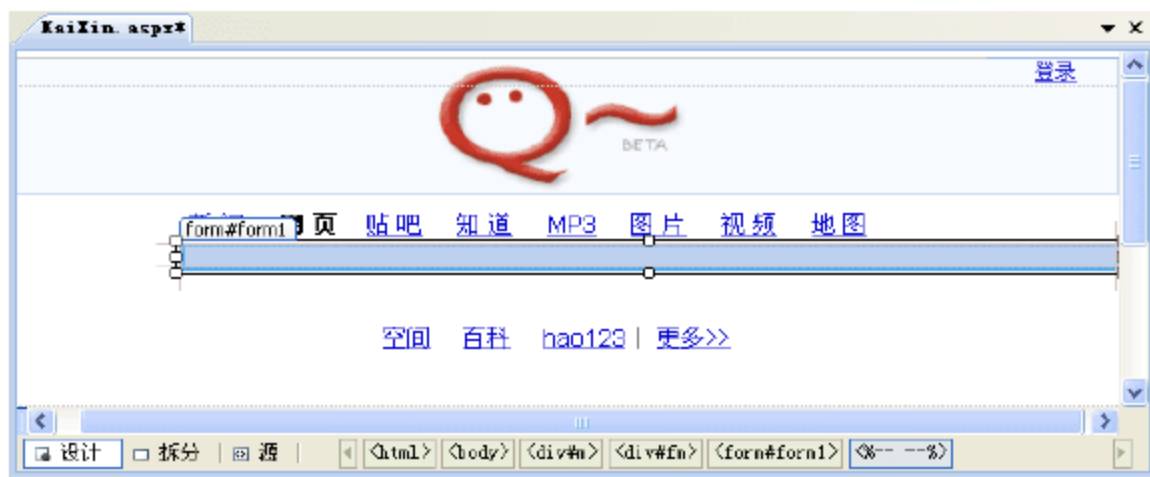 KaiXin.aspx*
登录
Q~
BETA
form#form1
页 贴吧 知道 MP3 图片 视频 地图
空间 百科 hao123 | 更多>>
设计 拆分 源 <html> <body> <div#m> <div#fm> <form#form1> <%-- --%>